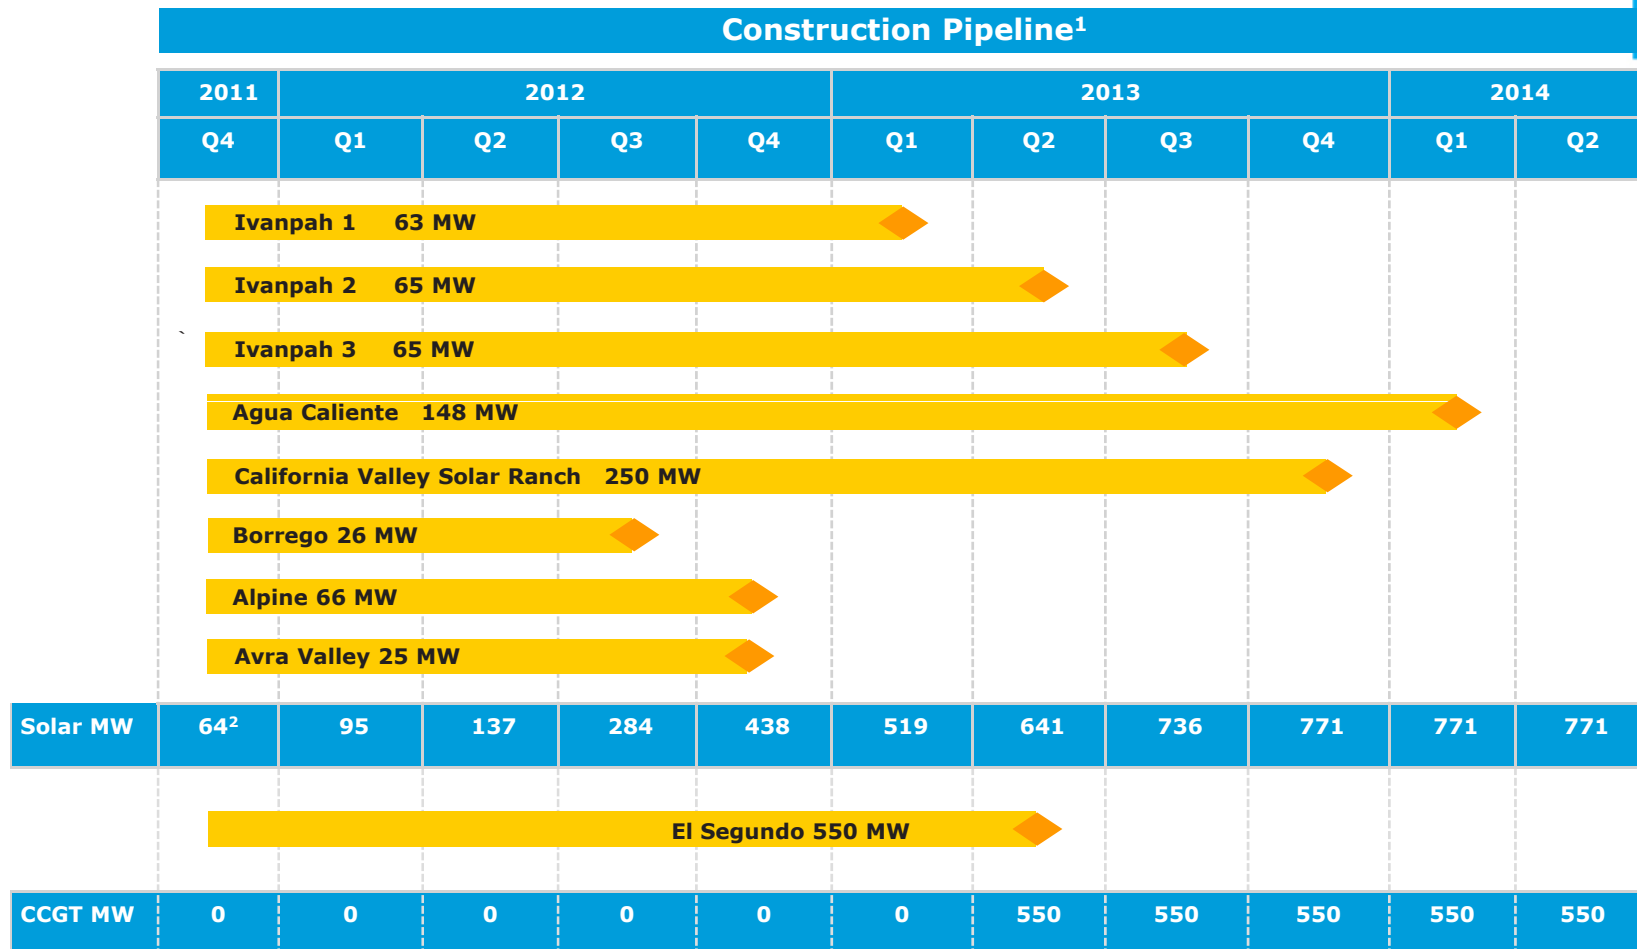 Construction Pipeline¹
2011 2012 2013 2014
Q4 Q1 Q2 Q3 Q4 Q1 Q2 Q3 Q4 Q1 Q2
Ivanpah 1 63 MW
Ivanpah 2 65 MW
`
Ivanpah 3 65 MW
Agua Caliente 148 MW
California Valley Solar Ranch 250 MW
Borrego 26 MW
Alpine 66 MW
Avra Valley 25 MW
Solar MW 64² 95 137 284 438 519 641 736 771 771 771
El Segundo 550 MW
CCGT MW 0 0 0 0 0 0 550 550 550 550 550